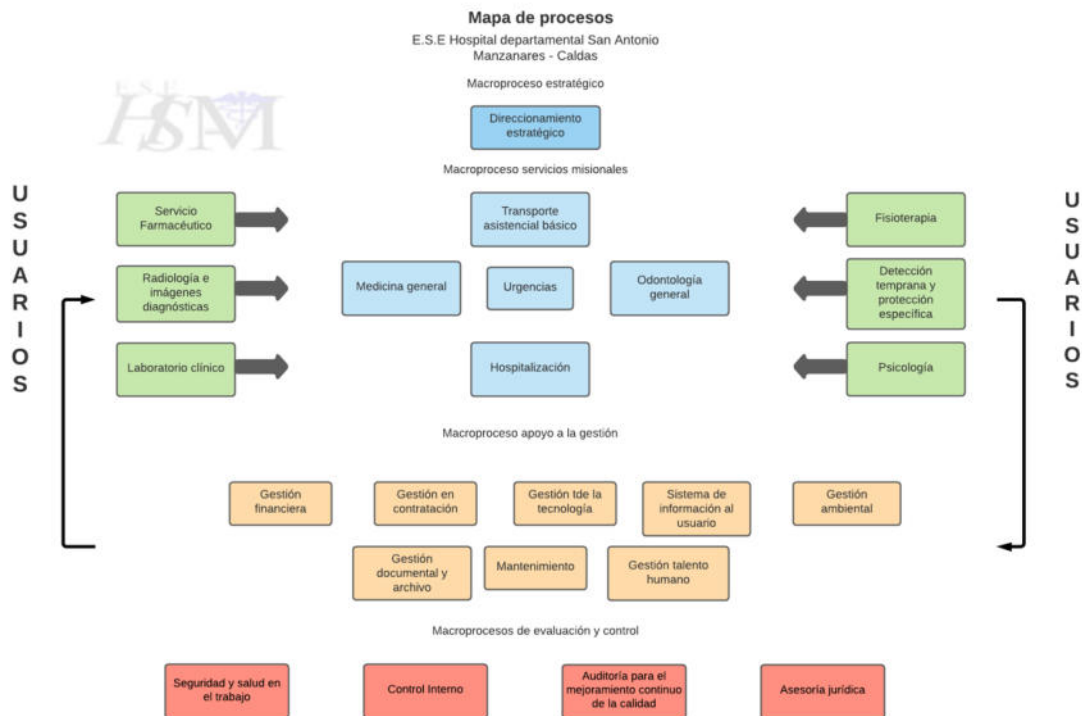 Mapa de procesos
E.S.E Hospital departamental San Antonio
Manzanares - Caldas
Macroproceso estratégico
E S E
HSAM
Direccionamiento
estratégico
Macroproceso servicios misionales
USUARIOS
Servicio
Farmacéutico
Transporte
asistencial básico
Fisioterapia
USUARIOS
Radiología e
imágenes
diagnósticas
Medicina general
Urgencias
Odontología
general
Detección
temprana y
protección
específica
Laboratorio clínico
Hospitalización
Psicología
Macroproceso apoyo a la gestión
Gestión
financiera
Gestión en
contratación
Gestión tde la
tecnología
Sistema de
información al
usuario
Gestión
ambiental
Gestión
documental y
archivo
Mantenimiento
Gestión talento
humano
Macroprocesos de evaluación y control
Seguridad y salud en
el trabajo
Control Interno
Auditoría para el
mejoramiento continuo
de la calidad
Asesoría jurídica